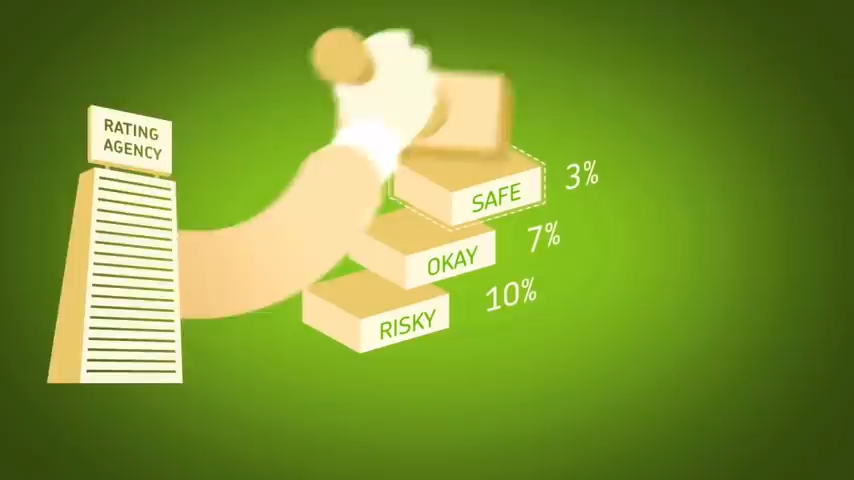 RATING
AGENCY
SAFE
3%
OKAY
7%
RISKY
10%